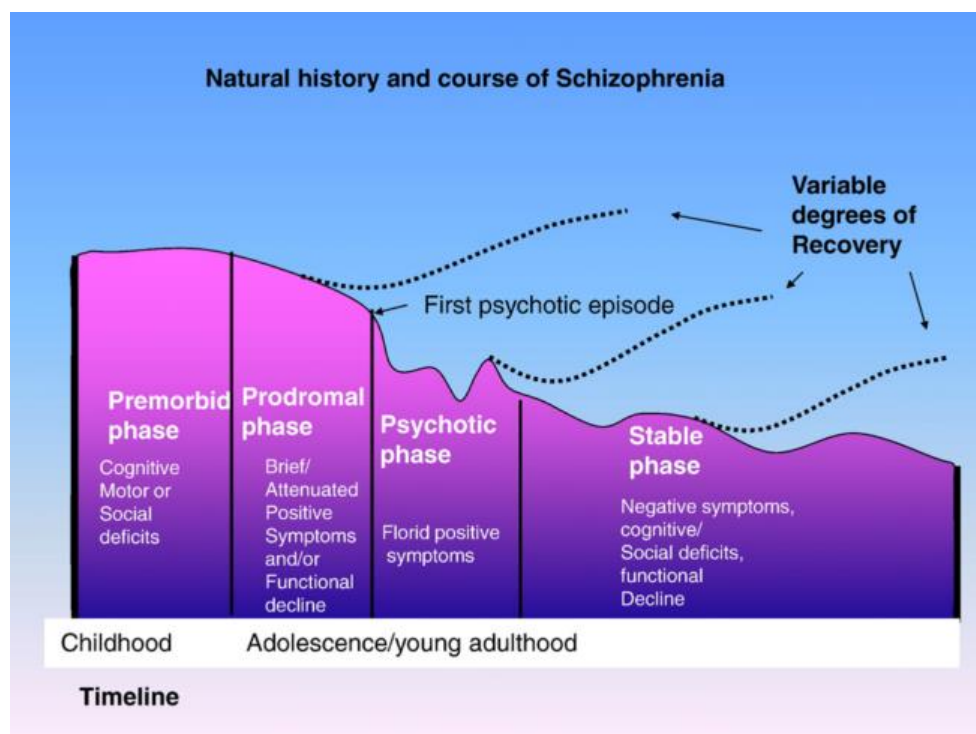 Natural history and course of Schizophrenia
Variable
degrees of
Recovery
First psychotic episode
Premorbid
phase
Cognitive
Motor or
Social
deficits
Prodromal
phase
Brief/
Attenuated
Positive
Symptoms
and/or
Functional
decline
Psychotic
phase
Florid positive
symptoms
Stable
phase
Negative symptoms,
cognitive/
Social deficits,
functional
Decline
Childhood
Adolescence/young adulthood
Timeline